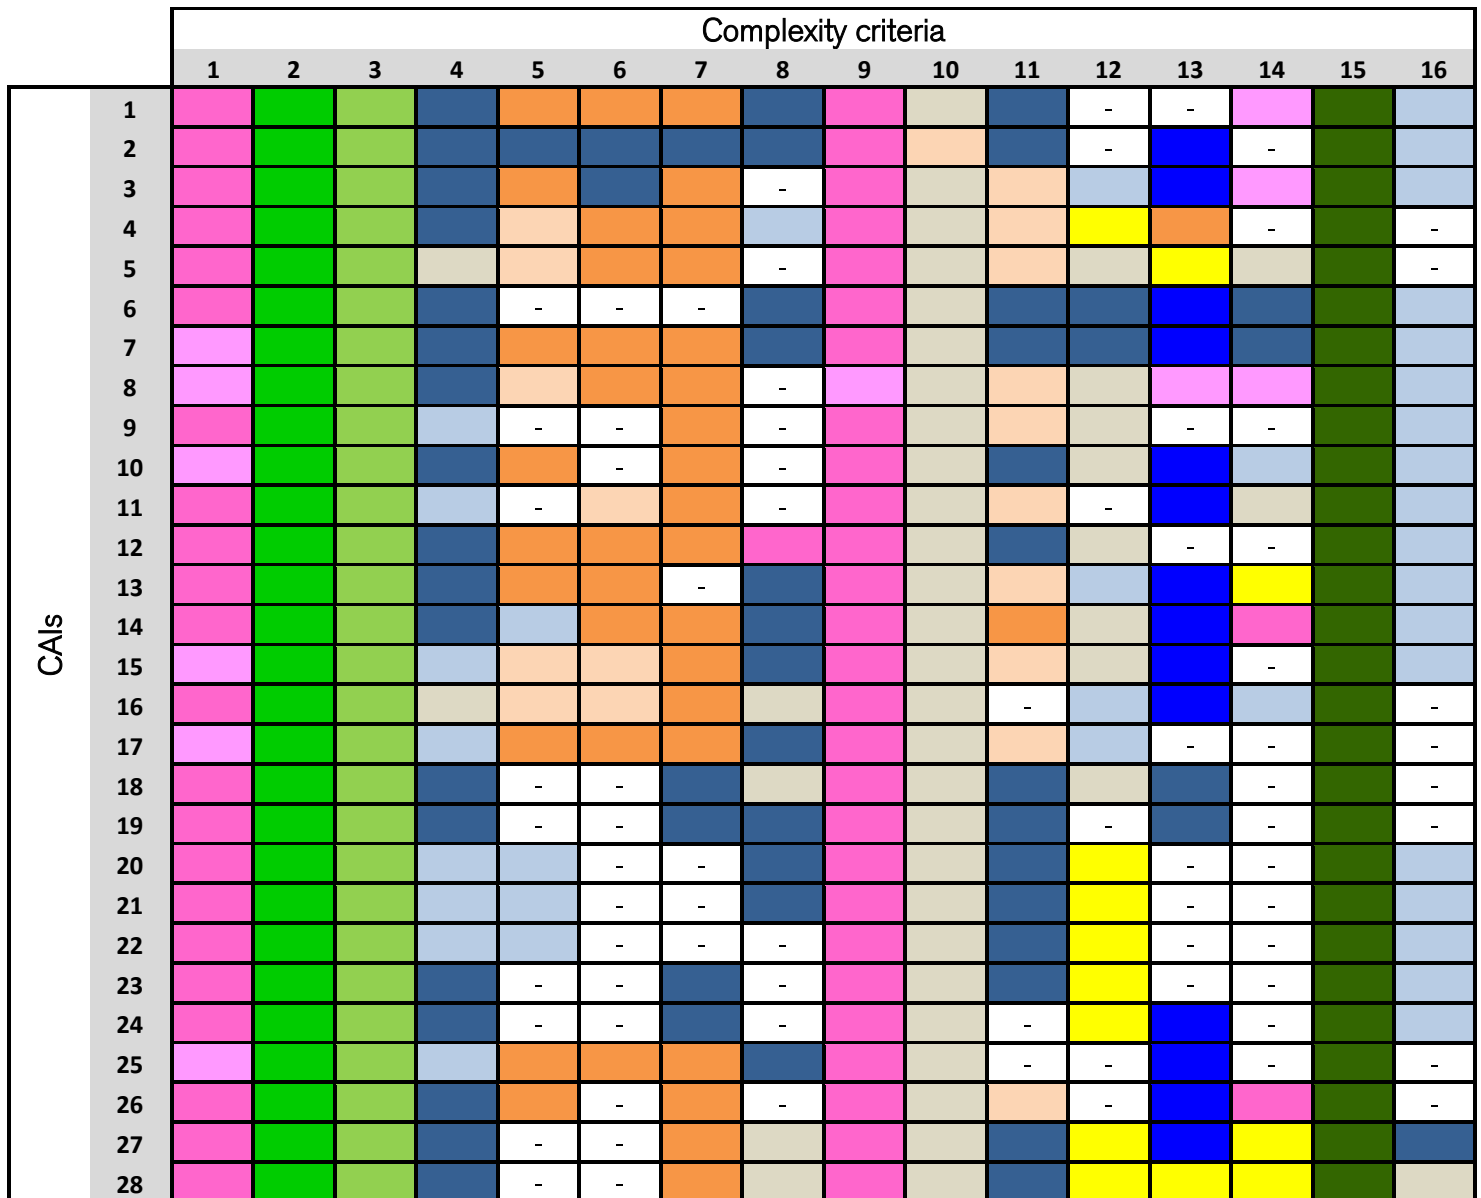 Complexity criteria
1 2 3 4 5 6 7 8 9 10 11 12 13 14 15 16
CAIs
1 - -
2 - -
3 -
4 - -
5 - -
6 - - -
7
8 -
9 - - - - -
10 - -
11 - - -
12 - -
13 -
14
15 -
16 - -
17 - - -
18 - - - -
19 - - - - -
20 - - - -
21 - - - -
22 - - - - -
23 - - - - -
24 - - - - -
25 - - - -
26 - - - -
27 - -
28 - -